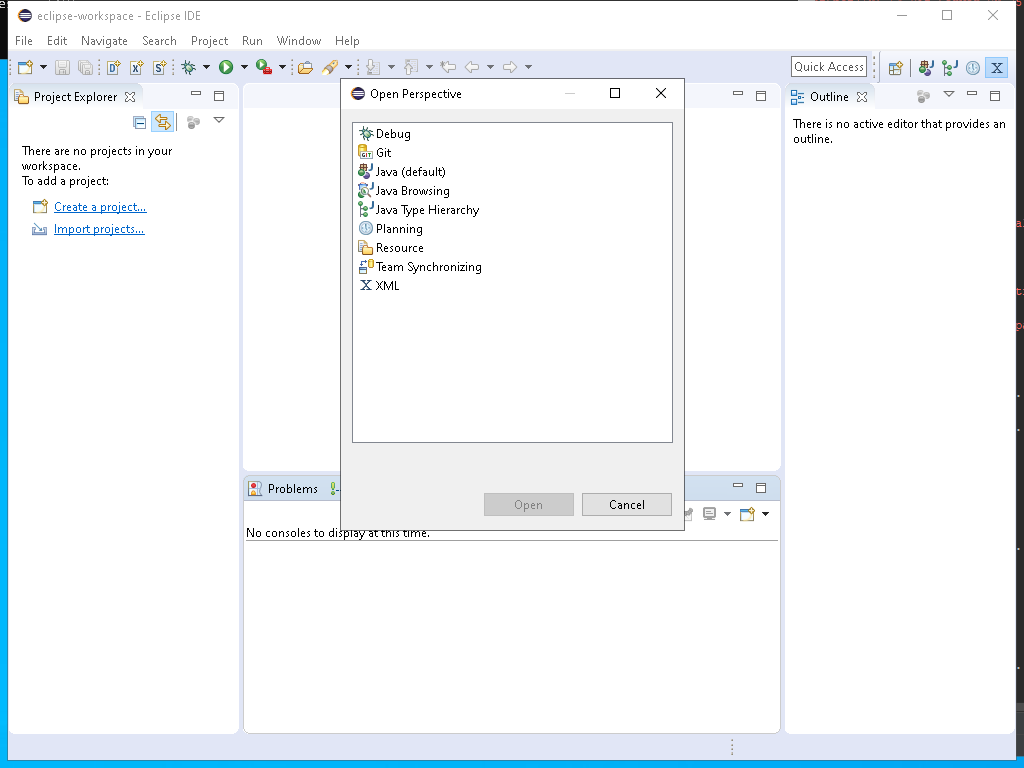 eclipse-workspace - Eclipse IDE
File Edit Navigate Search Project Run Window Help
Quick Access
Project Explorer
There are no projects in your
workspace.
To add a project:
Create a project...
Import projects...
Open Perspective
Debug
Git
Java (default)
Java Browsing
Java Type Hierarchy
Planning
Resource
Team Synchronizing
XML
Open Cancel
Outline
There is no active editor that provides an
outline.
Problems
No consoles to display at this time.